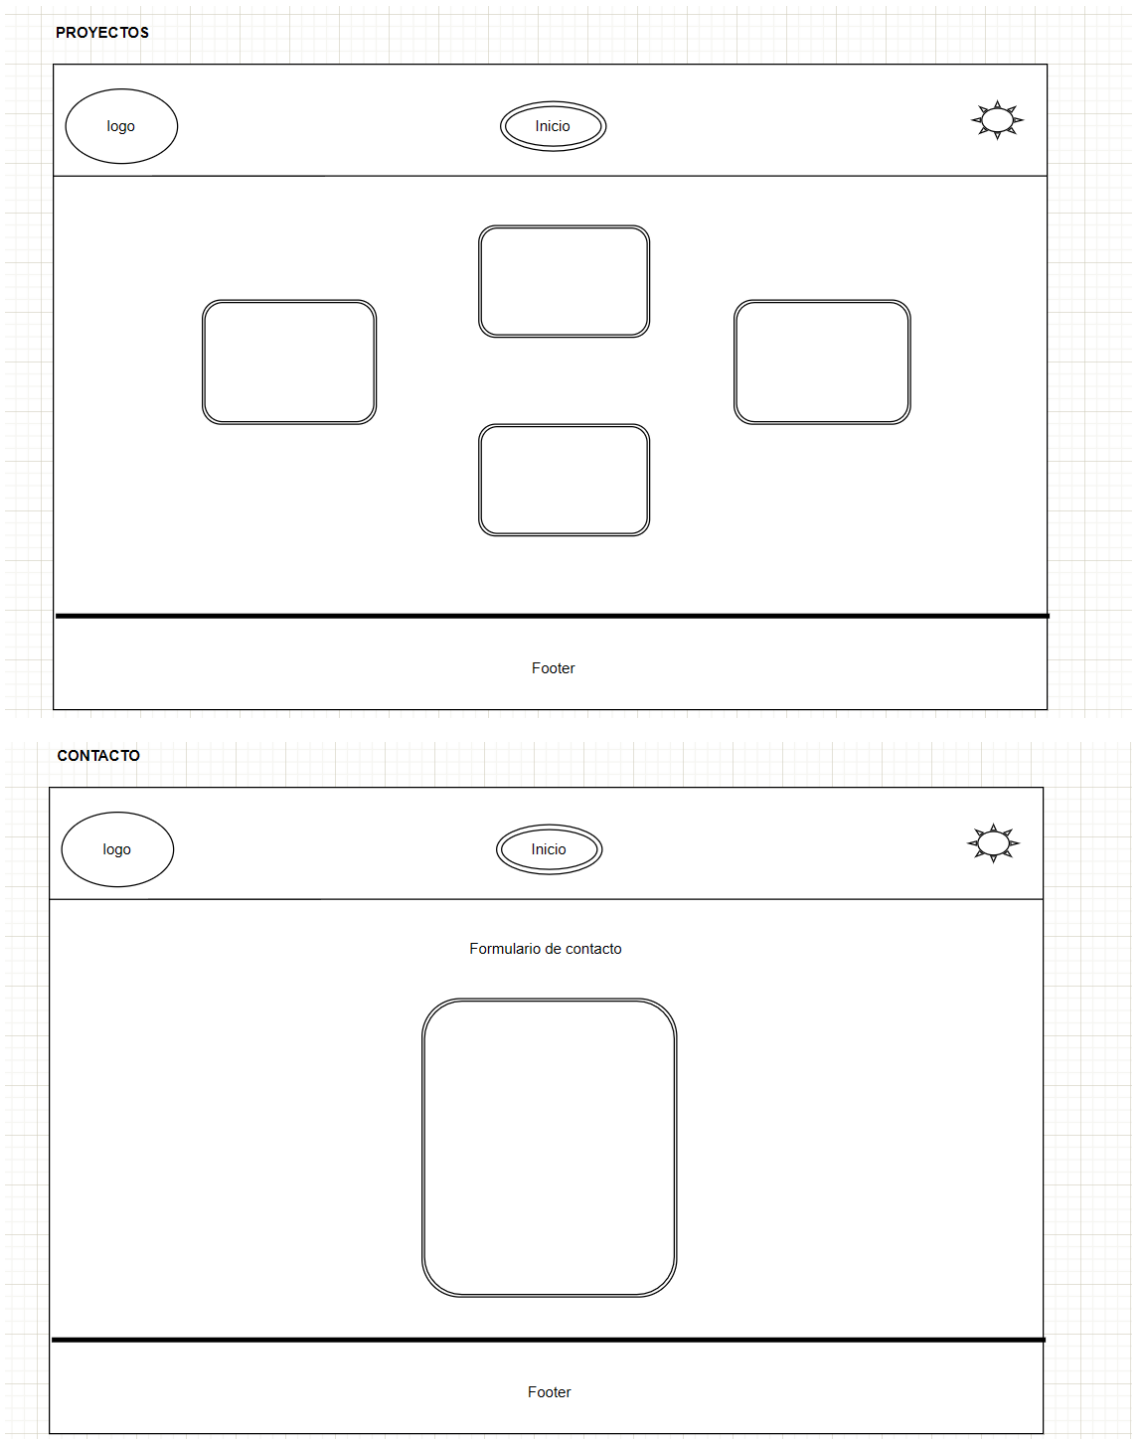 PROYECTOS
logo
Inicio
Footer
CONTACTO
logo
Inicio
Formulario de contacto
Footer